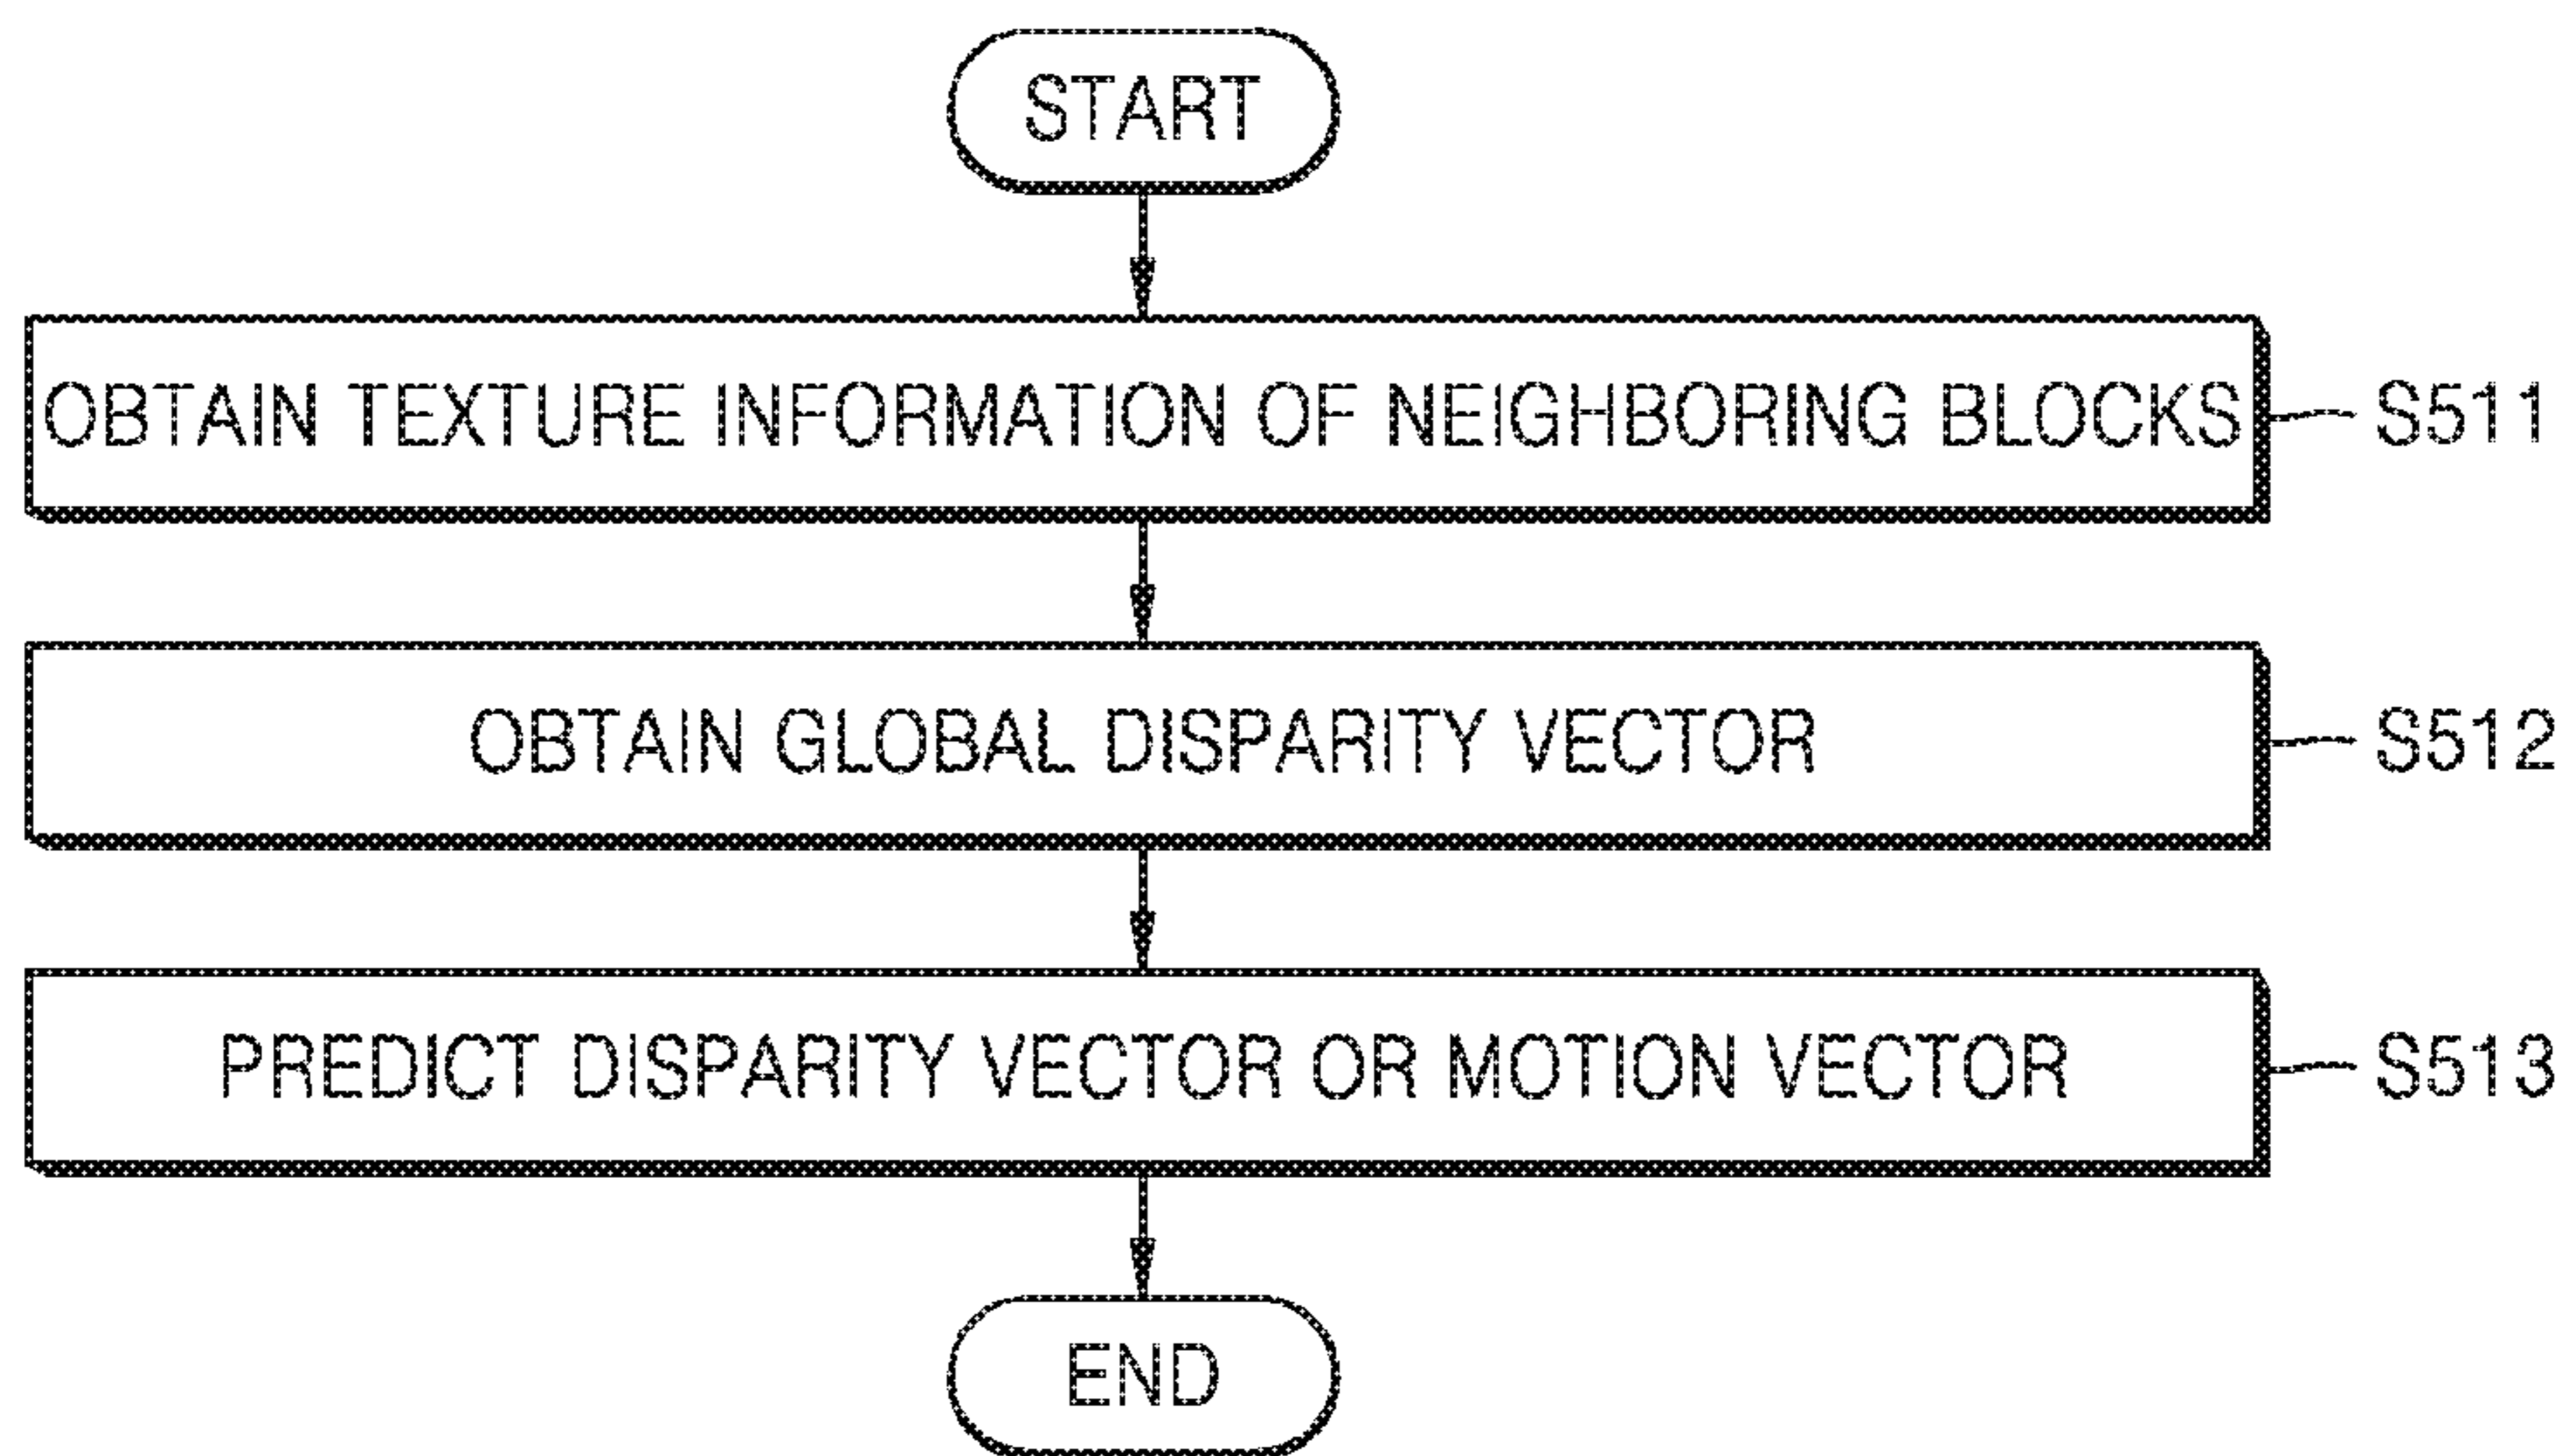 START
OBTAIN TEXTURE INFORMATION OF NEIGHBORING BLOCKS
S511
OBTAIN GLOBAL DISPARITY VECTOR
S512
PREDICT DISPARITY VECTOR OR MOTION VECTOR
S513
END